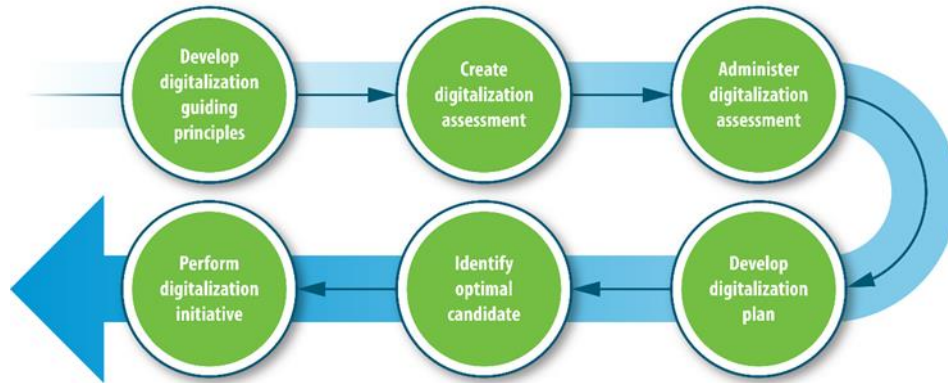 Develop
digitalization
guiding
principles
Create
digitalization
assessment
Administer
digitalization
assessment
Develop
digitalization
plan
Identify
optimal
candidate
Perform
digitalization
initiative